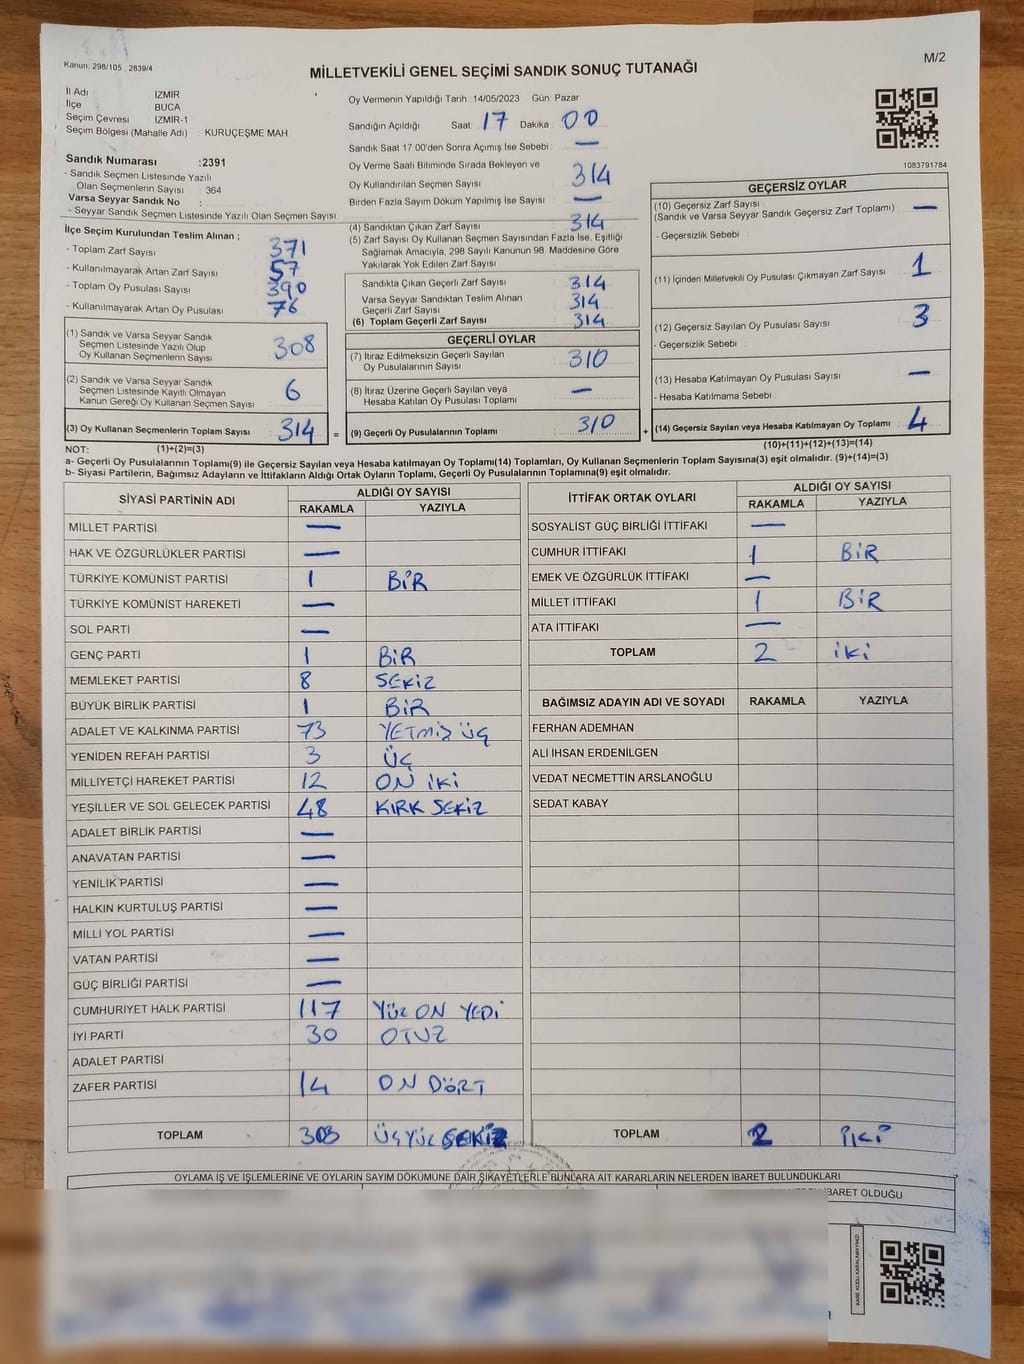 Kanun, 298/105 , 2839/4
M/2
MİLLETVEKİLİ GENEL SEÇİMİ SANDIK SONUÇ TUTANAĞI
İl Adı İZMİR
İlçe BUCA
Seçim Çevresi İZMİR-1
Seçim Bölgesi (Mahalle Adı) : KURUÇEŞME MAH.
Sandık Numarası :2391
- Sandık Seçmen Listesinde Yazılı
Olan Seçmenlerin Sayısı : 364
Varsa Seyyar Sandık No :
- Seyyar Sandık Seçmen Listesinde Yazılı Olan Seçmen Sayısı :
Oy Vermenin Yapıldığı Tarih :14/05/2023 Gün Pazar
Sandığın Açıldığı Saat : 17 Dakika : 00
Sandık Saat 17.00'den Sonra Açımış İse Sebebi : —
Oy Verme Saati Bitiminde Sırada Bekleyen ve
Oy Kullandırılan Seçmen Sayısı : 314
Birden Fazla Sayım Döküm Yapılmış İse Sayısı : —
1083791784
İlçe Seçim Kurulundan Teslim Alınan :
- Toplam Zarf Sayısı : 371
- Kullanılmayarak Artan Zarf Sayısı : 57
- Toplam Oy Pusulası Sayısı : 390
- Kullanılmayarak Artan Oy Pusulası : 76
(1) Sandık ve Varsa Seyyar Sandık
Seçmen Listesinde Yazılı Olup
Oy Kullanan Seçmenlerin Sayısı : 308
(2) Sandık ve Varsa Seyyar Sandık
Seçmen Listesinde Kayıtlı Olmayan
Kanun Gereği Oy Kullanan Seçmen Sayısı : 6
(3) Oy Kullanan Seçmenlerin Toplam Sayısı : 314 =
(4) Sandıktan Çıkan Zarf Sayısı : 314
(5) Zarf Sayısı Oy Kullanan Seçmen Sayısından Fazla İse, Eşitliği
Sağlamak Amacıyla, 298 Sayılı Kanunun 98. Maddesine Göre
Yakılarak Yok Edilen Zarf Sayısı :
Sandıkta Çıkan Geçerli Zarf Sayısı : 314
Varsa Seyyar Sandıktan Teslim Alınan
Geçerli Zarf Sayısı : 314
(6) Toplam Geçerli Zarf Sayısı : 314
GEÇERLİ OYLAR
(7) İtiraz Edilmeksizin Geçerli Sayılan
Oy Pusulalarının Sayısı : 310
(8) İtiraz Üzerine Geçerli Sayılan veya
Hesaba Katılan Oy Pusulası Toplamı : —
(9) Geçerli Oy Pusulalarının Toplamı : 310 +
GEÇERSİZ OYLAR
(10) Geçersiz Zarf Sayısı :
(Sandık ve Varsa Seyyar Sandık Geçersiz Zarf Toplamı) —
- Geçersizlik Sebebi :
(11) İçinden Milletvekili Oy Pusulası Çıkmayan Zarf Sayısı : 1
(12) Geçersiz Sayılan Oy Pusulası Sayısı : 3
- Geçersizlik Sebebi :
(13) Hesaba Katılmayan Oy Pusulası Sayısı : —
- Hesaba Katılmama Sebebi :
(14) Geçersiz Sayılan veya Hesaba Katılmayan Oy Toplamı : 4
NOT: (1)+(2)=(3)
(10)+(11)+(12)+(13)=(14)
a- Geçerli Oy Pusulalarının Toplamı(9) ile Geçersiz Sayılan veya Hesaba katılmayan Oy Toplamı(14) Toplamları, Oy Kullanan Seçmenlerin Toplam Sayısına(3) eşit olmalıdır. (9)+(14)=(3)
b- Siyasi Partilerin, Bağımsız Adayların ve İttifakların Aldığı Ortak Oyların Toplamı, Geçerli Oy Pusulalarının Toplamına(9) eşit olmalıdır.
SİYASİ PARTİNİN ADI ALDIĞI OY SAYISI
RAKAMLA YAZIYLA
MİLLET PARTİSİ —
HAK VE ÖZGÜRLÜKLER PARTİSİ —
TÜRKİYE KOMÜNİST PARTİSİ 1 BİR
TÜRKİYE KOMÜNİST HAREKETİ —
SOL PARTİ —
GENÇ PARTİ 1 BİR
MEMLEKET PARTİSİ 8 SEKİZ
BÜYÜK BİRLİK PARTİSİ 1 BİR
ADALET VE KALKINMA PARTİSİ 73 YETMİŞ ÜÇ
YENİDEN REFAH PARTİSİ 3 ÜÇ
MİLLİYETÇİ HAREKET PARTİSİ 12 ON İKİ
YEŞİLLER VE SOL GELECEK PARTİSİ 48 KIRK SEKİZ
ADALET BİRLİK PARTİSİ —
ANAVATAN PARTİSİ —
YENİLİK PARTİSİ —
HALKIN KURTULUŞ PARTİSİ —
MİLLİ YOL PARTİSİ —
VATAN PARTİSİ —
GÜÇ BİRLİĞİ PARTİSİ —
CUMHURİYET HALK PARTİSİ 117 YÜZ ON YEDİ
İYİ PARTİ 30 OTUZ
ADALET PARTİSİ
ZAFER PARTİSİ 14 ON DÖRT
TOPLAM 308 ÜÇYÜZ SEKİZ
İTTİFAK ORTAK OYLARI ALDIĞI OY SAYISI
RAKAMLA YAZIYLA
SOSYALİST GÜÇ BİRLİĞİ İTTİFAKI —
CUMHUR İTTİFAKI 1 BİR
EMEK VE ÖZGÜRLÜK İTTİFAKI —
MİLLET İTTİFAKI 1 BİR
ATA İTTİFAKI —
TOPLAM 2 İKİ
BAĞIMSIZ ADAYIN ADI VE SOYADI RAKAMLA YAZIYLA
FERHAN ADEMHAN
ALİ İHSAN ERDENİLGEN
VEDAT NECMETTİN ARSLANOĞLU
SEDAT KABAY
TOPLAM 2 İKİ
OYLAMA İŞ VE İŞLEMLERİNE VE OYLARIN SAYIM DÖKÜMÜNE DAİR ŞİKAYETLERLE BUNLARA AİT KARARLARIN NELERDEN İBARET BULUNDUKLARI
İBARET OLDUĞU
KARE KODU KARALAMAYINIZ!